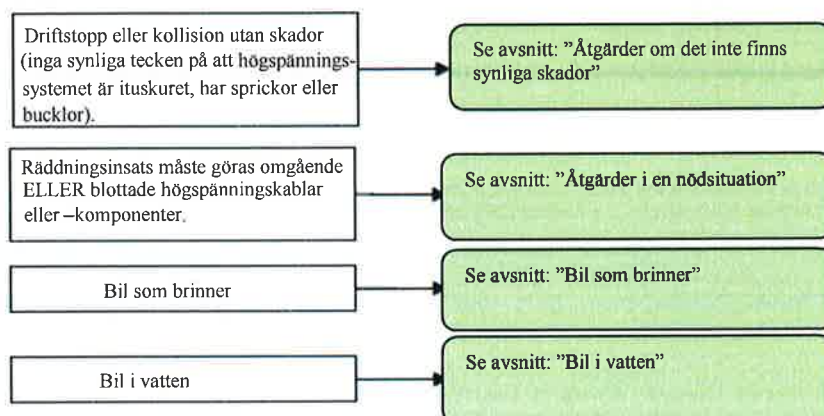 Driftstopp eller kollision utan skador
(inga synliga tecken på att högspännings-
systemet är ituskuret, har sprickor eller
bucklor).
Se avsnitt: ”Åtgärder om det inte finns
synliga skador”
Räddningsinsats måste göras omgående
ELLER blottade högspänningskablar
eller –komponenter.
Se avsnitt: ”Åtgärder i en nödsituation”
Bil som brinner
Se avsnitt: ”Bil som brinner”
Bil i vatten
Se avsnitt: ”Bil i vatten”